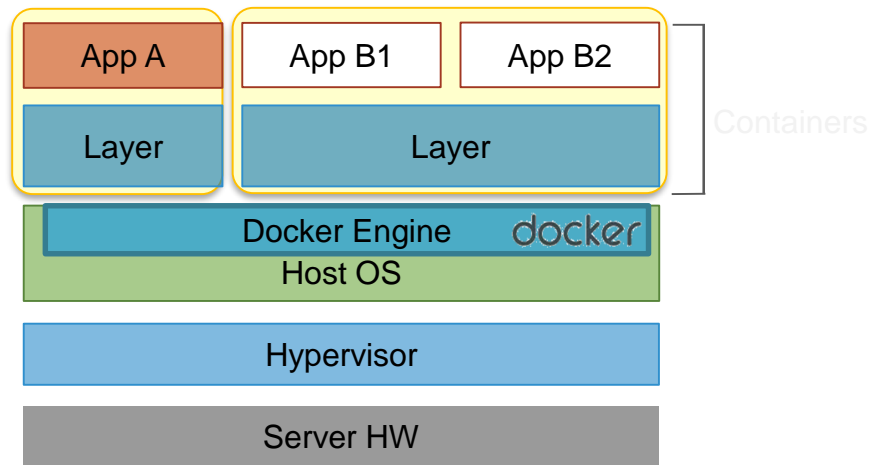 App A
App B1
App B2
Layer
Layer
Containers
Docker Engine
docker
Host OS
Hypervisor
Server HW